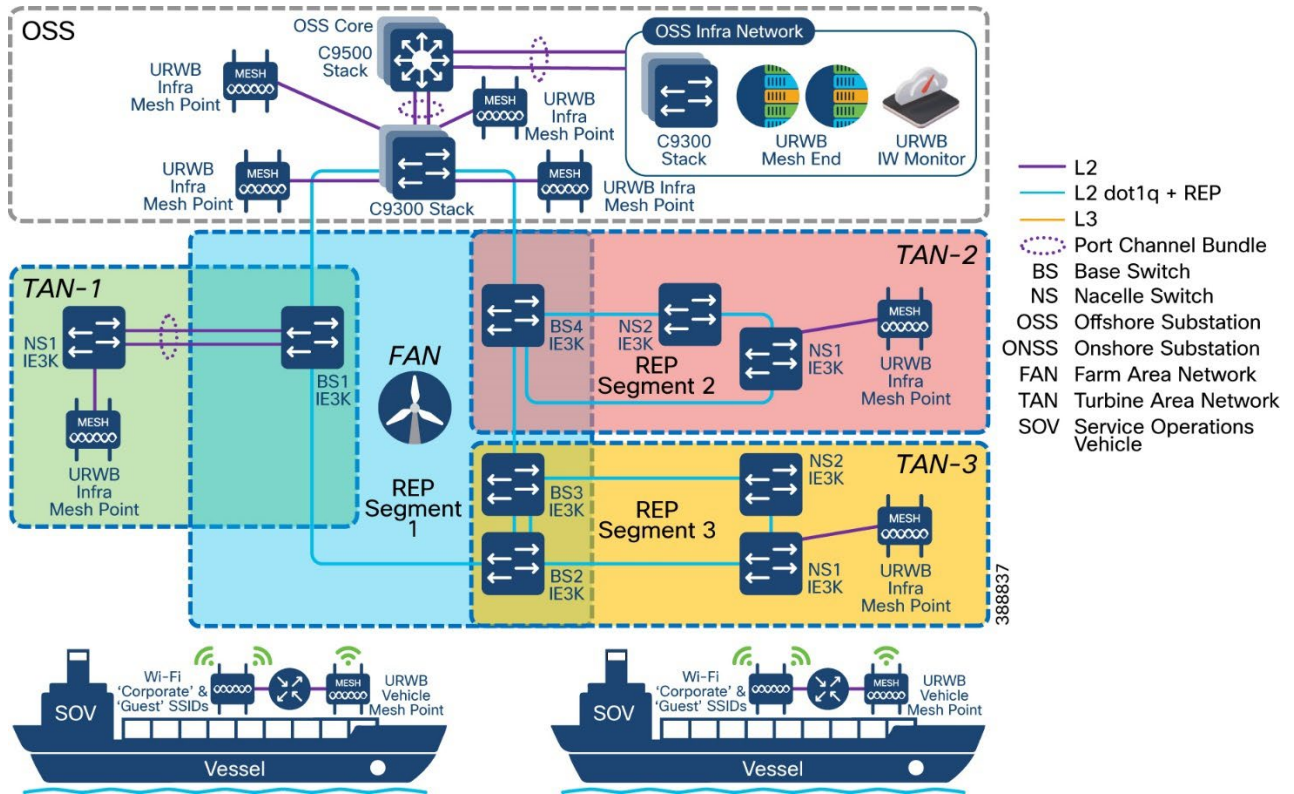 OSS
OSS Core
C9500
Stack
OSS Infra Network
URWB
Infra
Mesh Point
MESH
MESH
URWB
Infra
Mesh Point
C9300
Stack
URWB
Mesh End
URWB
IW Monitor
URWB
Infra
Mesh Point
MESH
C9300 Stack
MESH
URWB Infra
Mesh Point
L2
L2 dot1q + REP
L3
Port Channel Bundle
BS Base Switch
NS Nacelle Switch
OSS Offshore Substation
ONSS Onshore Substation
FAN Farm Area Network
TAN Turbine Area Network
SOV Service Operations
Vehicle
TAN-1
NS1
IE3K
BS1
IE3K
MESH
URWB
Infra
Mesh Point
FAN
REP
Segment
1
TAN-2
BS4
IE3K
NS2
IE3K
REP
Segment 2
NS1
IE3K
MESH
URWB
Infra
Mesh Point
TAN-3
BS3
IE3K
NS2
IE3K
REP
Segment 3
BS2
IE3K
NS1
IE3K
MESH
URWB
Infra
Mesh Point
388837
SOV
Wi-Fi
'Corporate' &
'Guest' SSIDs
MESH
URWB
Vehicle
Mesh Point
Vessel
SOV
Wi-Fi
'Corporate' &
'Guest' SSIDs
MESH
URWB
Vehicle
Mesh Point
Vessel